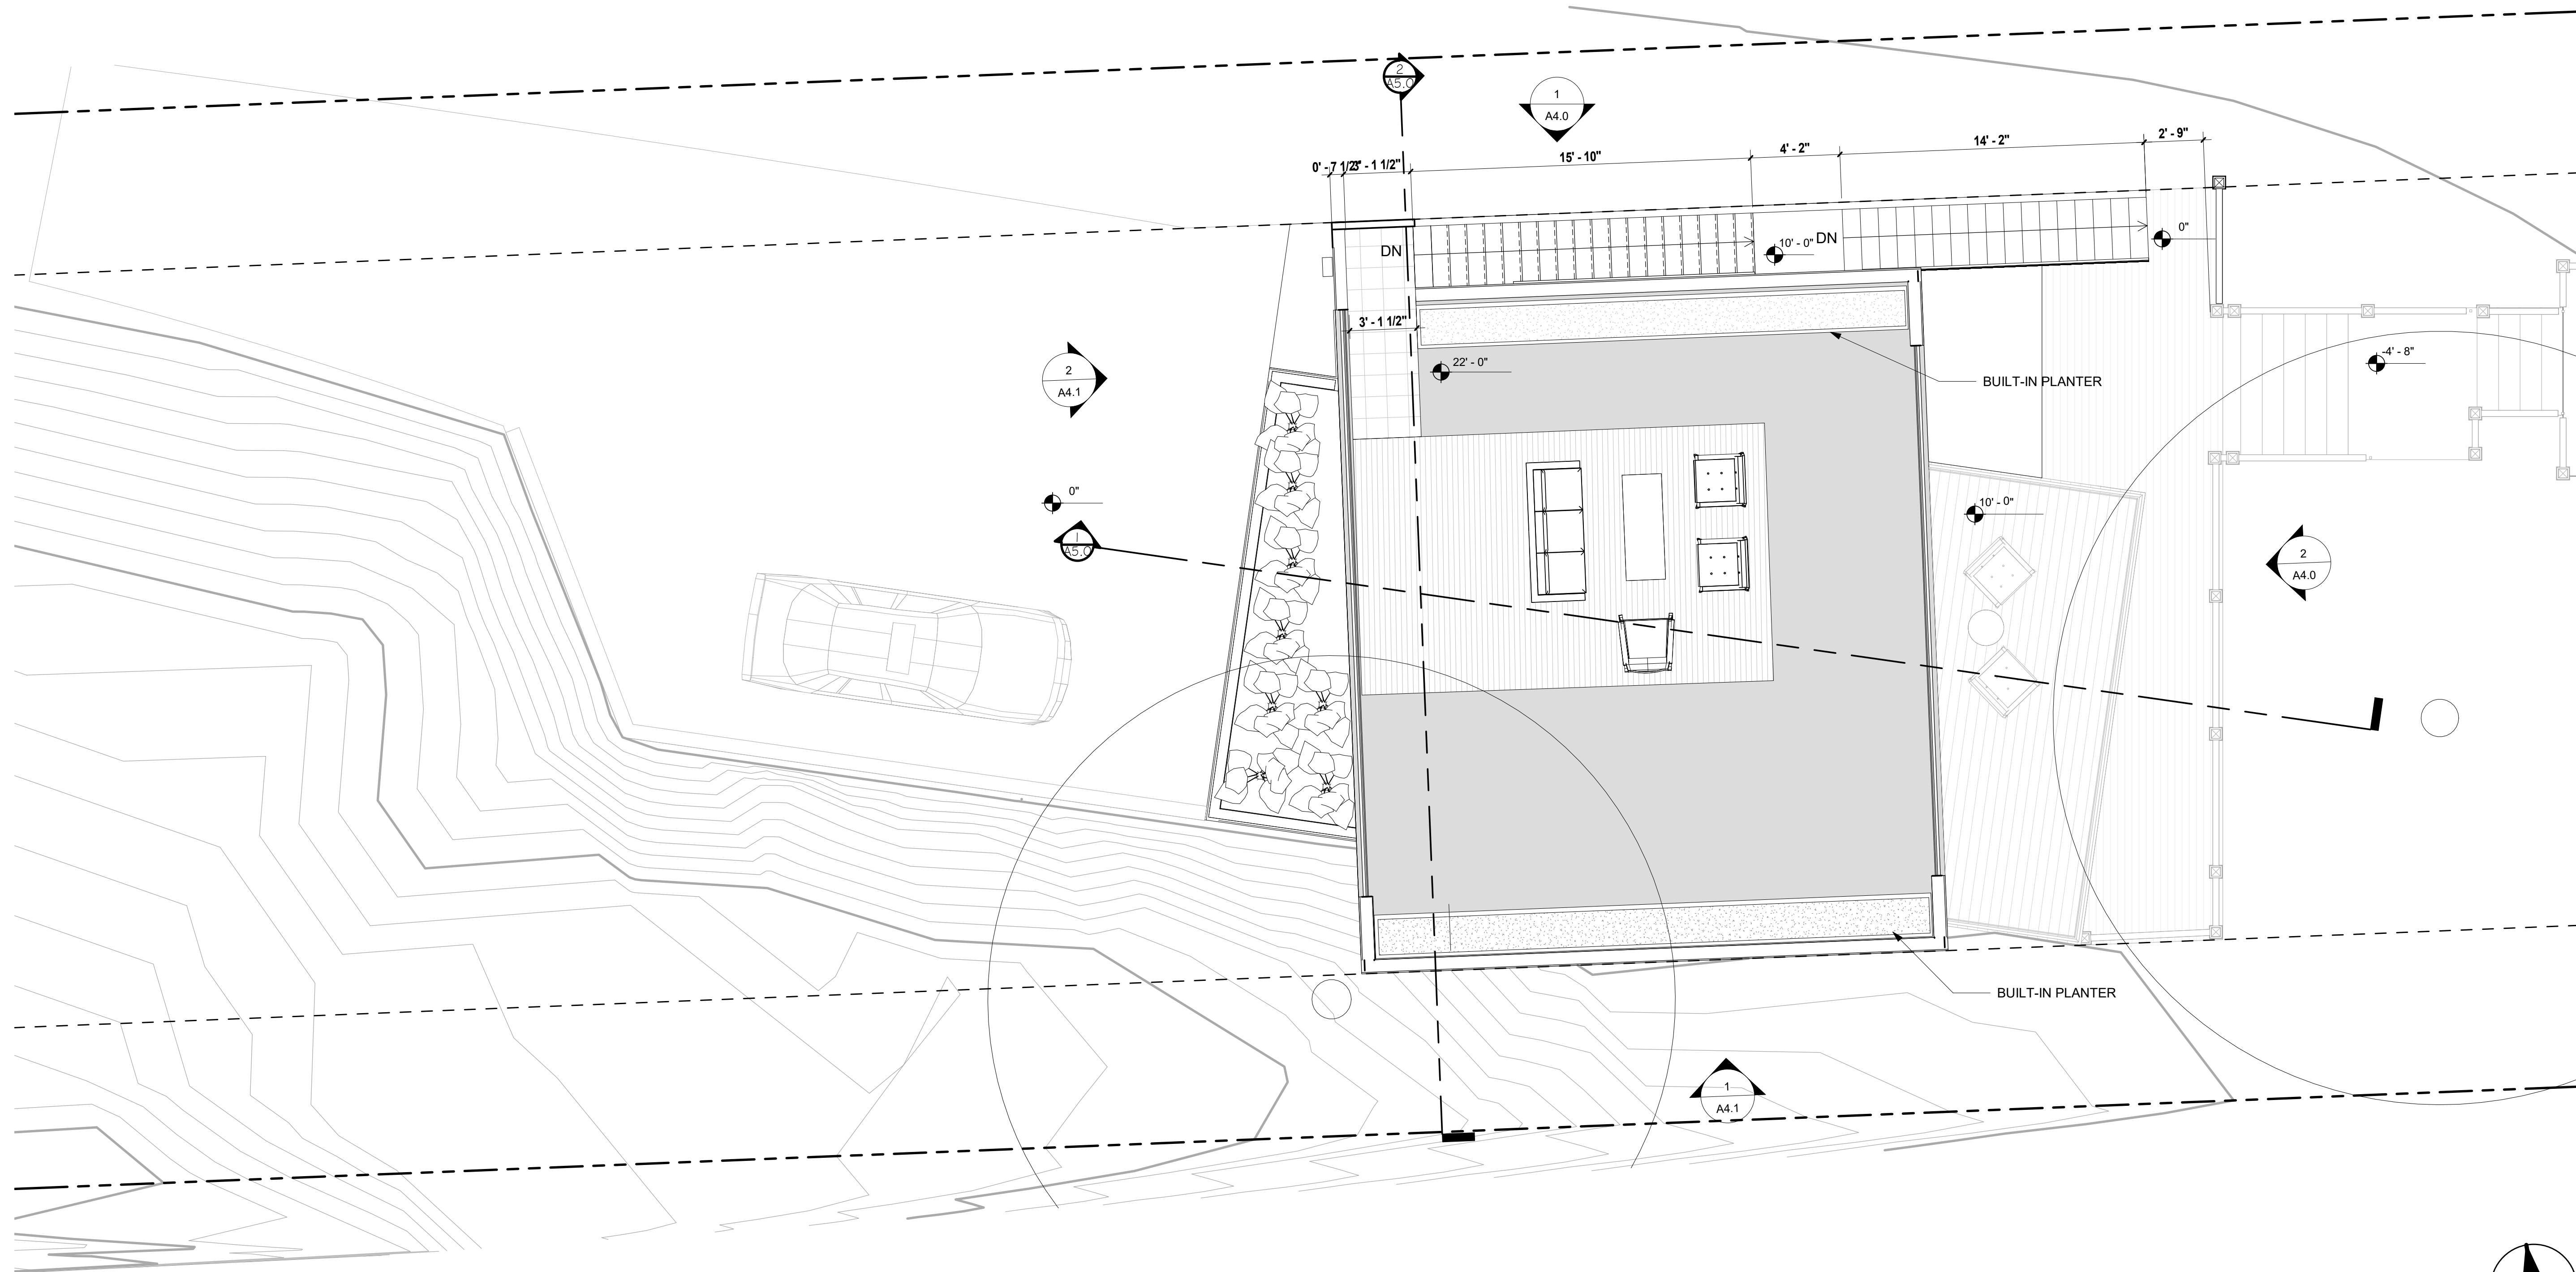 2
A5.0
1
A4.0
2' - 9"
14' - 2"
4' - 2"
15' - 10"
0' - 7 1/2"
3' - 1 1/2"
DN
10' - 0"
DN
0"
3' - 1 1/2"
22' - 0"
-4' - 8"
2
A4.1
BUILT-IN PLANTER
0"
10' - 0"
1
A5.0
2
A4.0
BUILT-IN PLANTER
1
A4.1